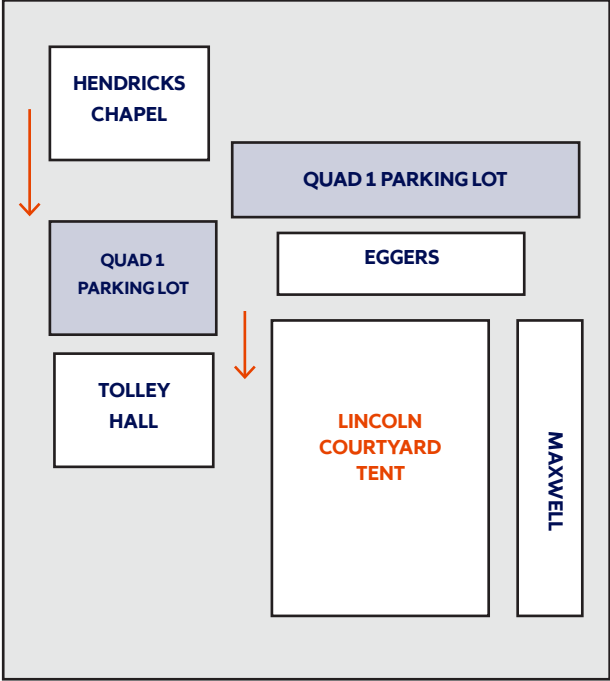 HENDRICKS
CHAPEL
QUAD 1 PARKING LOT
QUAD 1
PARKING LOT
EGGERS
TOLLEY
HALL
LINCOLN
COURTYARD
TENT
MAXWELL